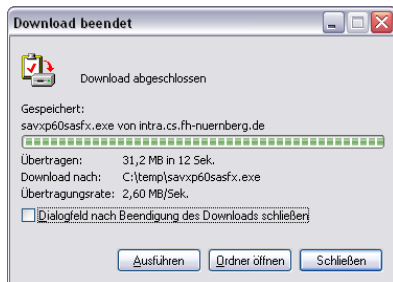 Download beendet
Download abgeschlossen
Gespeichert:
savxp60sasfx.exe von intra.cs.fh-nuernberg.de
Übertragen: 31,2 MB in 12 Sek.
Download nach: C:\temp\savxp60sasfx.exe
Übertragungsrate: 2,60 MB/Sek.
Dialogfeld nach Beendigung des Downloads schließen
Ausführen Ordner öffnen Schließen